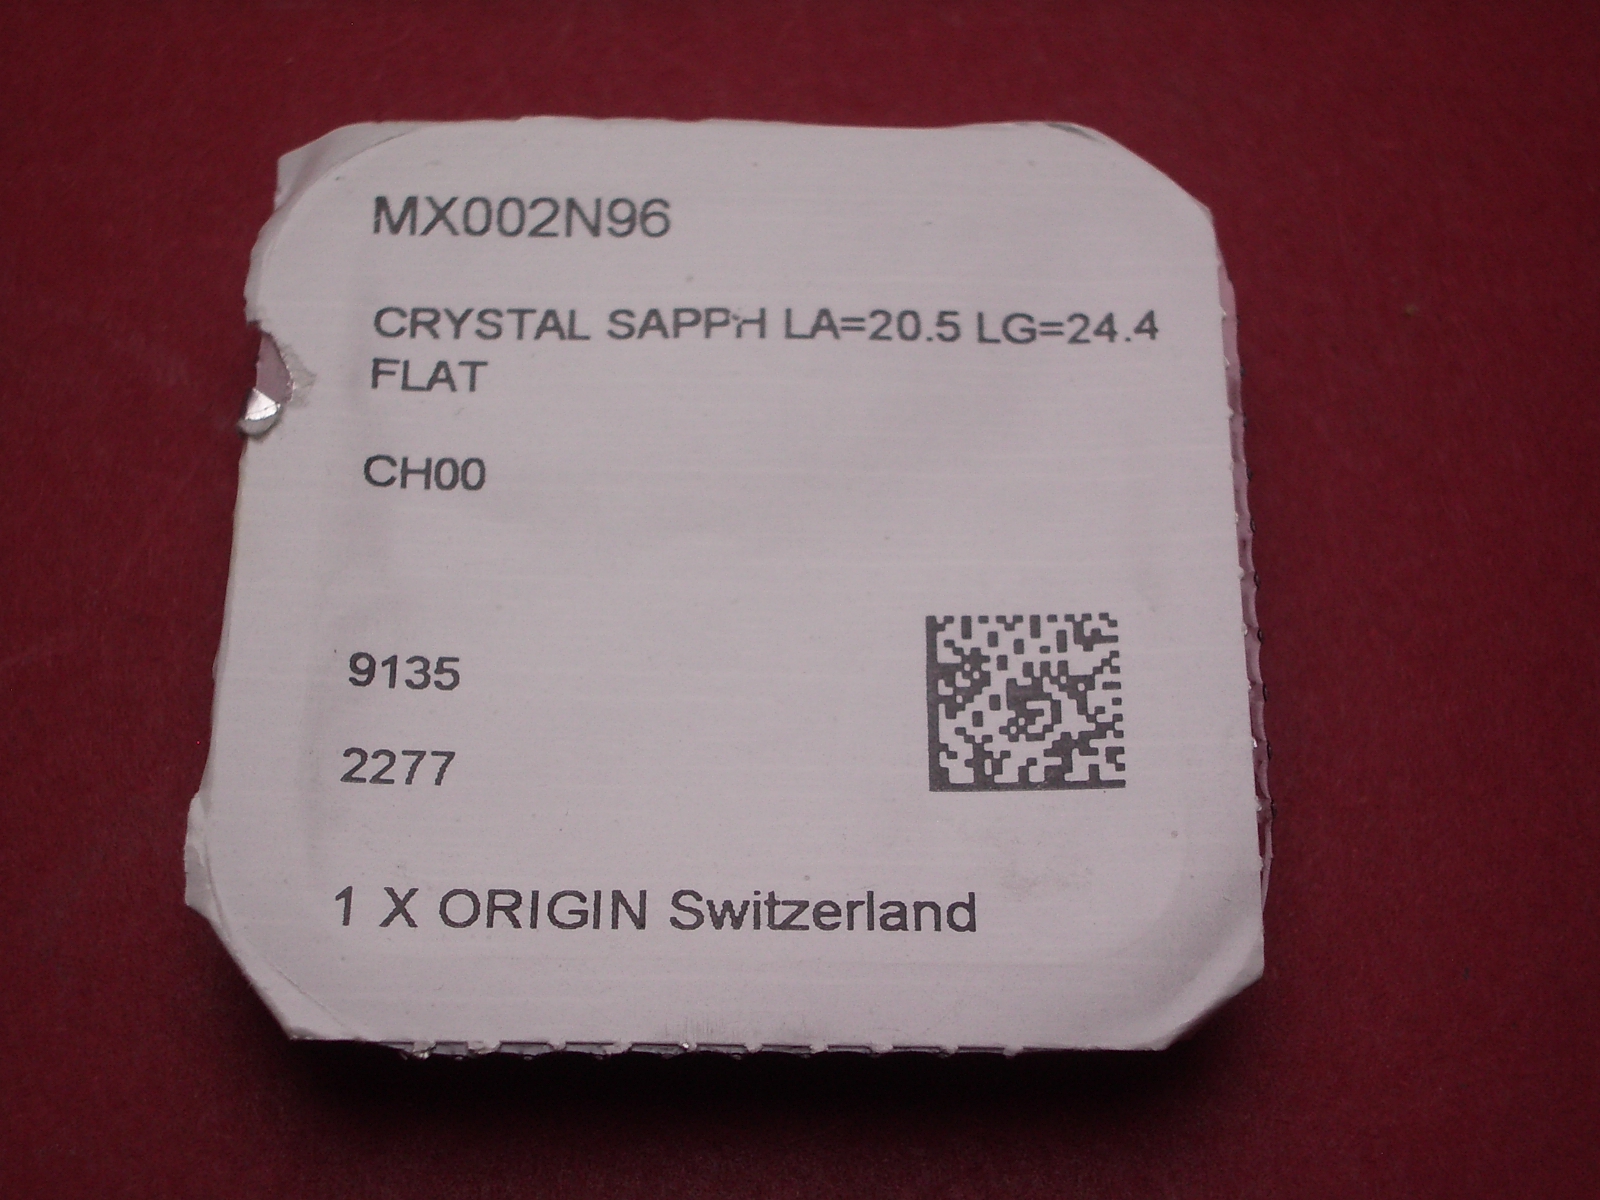 MX002N96
CRYSTAL SAPPH LA=20.5 LG=24.4
FLAT
CH00
9135
2277
1 X ORIGIN Switzerland